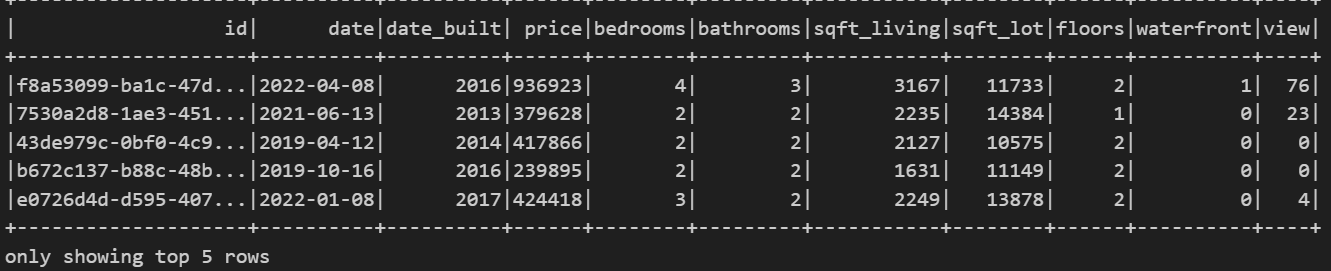 +--------------------+----------+----------+------+--------+---------+-----------+--------+------+----------+----+
|                  id|      date|date_built| price|bedrooms|bathrooms|sqft_living|sqft_lot|floors|waterfront|view|
+--------------------+----------+----------+------+--------+---------+-----------+--------+------+----------+----+
|f8a53099-ba1c-47d...|2022-04-08|      2016|936923|       4|        3|       3167|   11733|     2|         1|  76|
|7530a2d8-1ae3-451...|2021-06-13|      2013|379628|       2|        2|       2235|   14384|     1|         0|  23|
|43de979c-0bf0-4c9...|2019-04-12|      2014|417866|       2|        2|       2127|   10575|     2|         0|   0|
|b672c137-b88c-48b...|2019-10-16|      2016|239895|       2|        2|       1631|   11149|     2|         0|   0|
|e0726d4d-d595-407...|2022-01-08|      2017|424418|       3|        2|       2249|   13878|     2|         0|   4|
+--------------------+----------+----------+------+--------+---------+-----------+--------+------+----------+----+
only showing top 5 rows